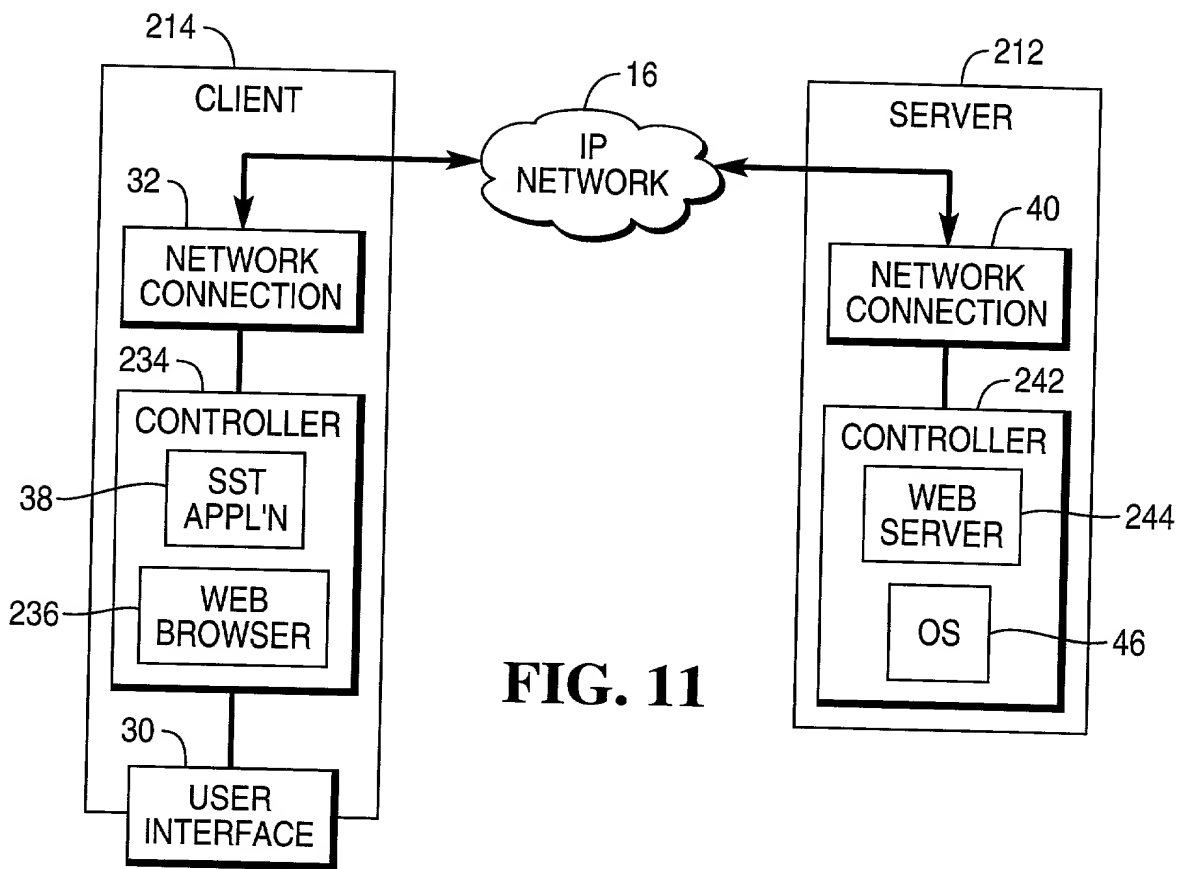 214
CLIENT
16
IP
NETWORK
212
SERVER
32
NETWORK
CONNECTION
40
NETWORK
CONNECTION
234
CONTROLLER
38
SST
APPL'N
236
WEB
BROWSER
242
CONTROLLER
WEB
SERVER
244
OS
46
FIG. 11
30
USER
INTERFACE